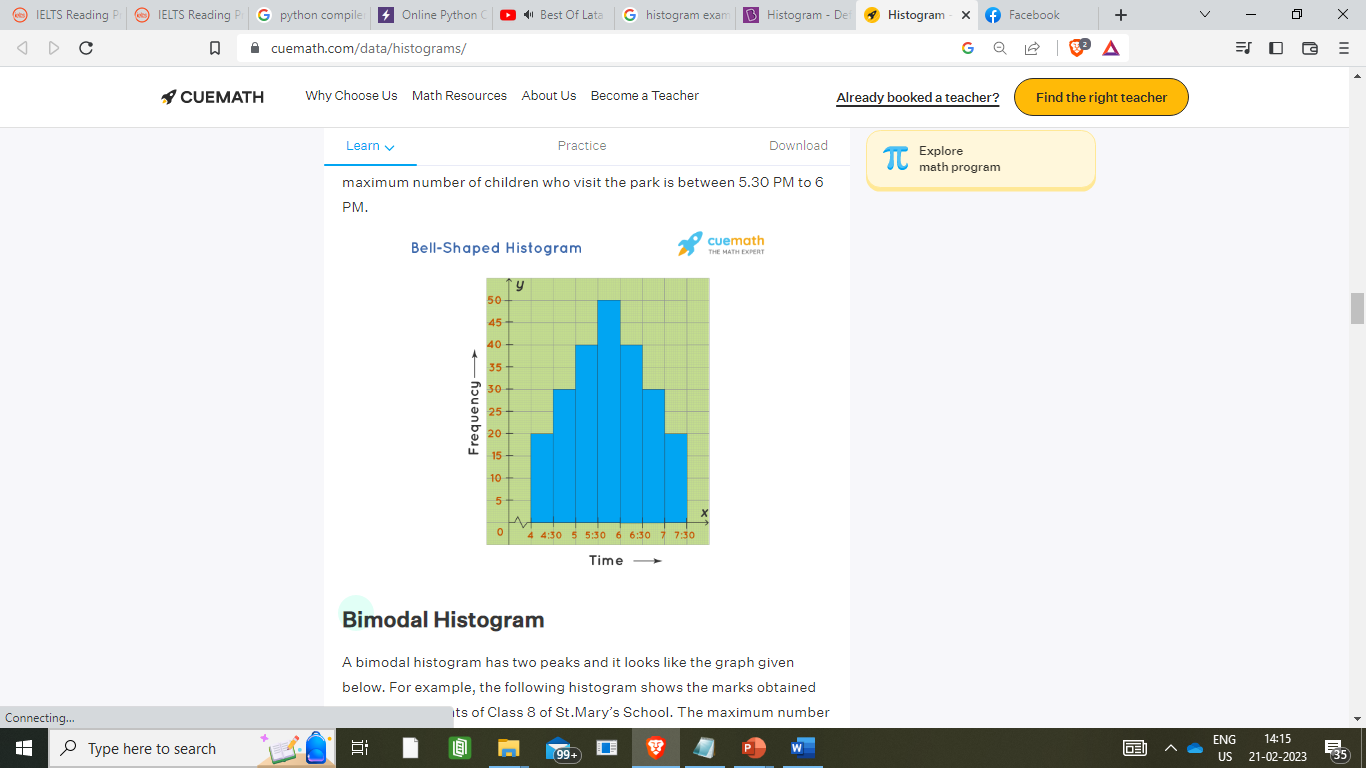 IELTS Reading P
IELTS Reading P
python compile
Online Python C
Best Of Lata
histogram exam
Histogram - De
Histogram -
Facebook
cuemath.com/data/histograms/
2
CUEMATH
Why Choose Us
Math Resources
About Us
Become a Teacher
Already booked a teacher?
Find the right teacher
Learn
Practice
Download
Explore
math program
maximum number of children who visit the park is between 5.30 PM to 6
PM.
Bell-Shaped Histogram
cuemath
THE MATH EXPERT
y
50
45
40
35
30
25
20
15
10
5
0
Frequency
x
4 4:30 5 5:30 6 6:30 7 7:30
Time
Bimodal Histogram
A bimodal histogram has two peaks and it looks like the graph given
below. For example, the following histogram shows the marks obtained
ts of Class 8 of St.Mary's School. The maximum number
Connecting...
Type here to search
99+
ENG
US
14:15
21-02-2023
35